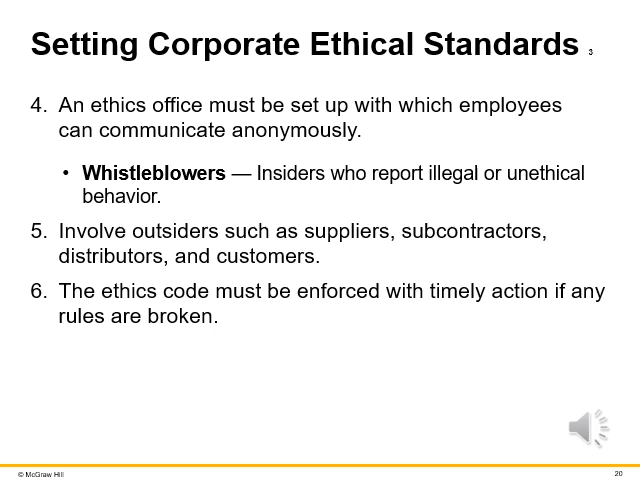 Setting Corporate Ethical Standards 3
4. An ethics office must be set up with which employees
can communicate anonymously.
• Whistleblowers — Insiders who report illegal or unethical
behavior.
5. Involve outsiders such as suppliers, subcontractors,
distributors, and customers.
6. The ethics code must be enforced with timely action if any
rules are broken.
© McGraw Hill
20